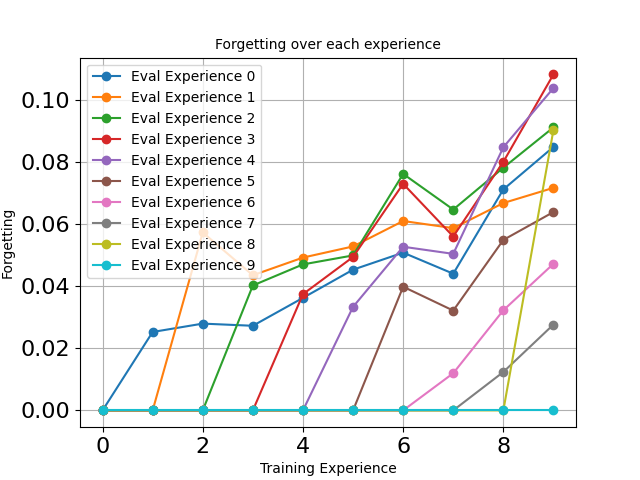 Forgetting over each experience
Eval Experience 0
Eval Experience 1
Eval Experience 2
Eval Experience 3
Eval Experience 4
Eval Experience 5
Eval Experience 6
Eval Experience 7
Eval Experience 8
Eval Experience 9
0.10
0.08
0.06
0.04
0.02
0.00
Forgetting
0 2 4 6 8
Training Experience